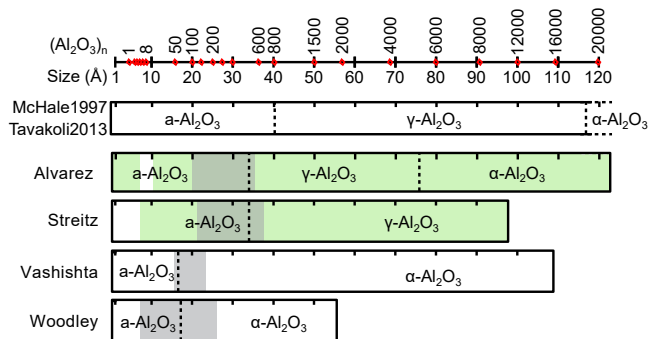 (Al₂O₃)ₙ 1 8 50 100 200 600 800 1500 2000 4000 6000 8000 12000 16000 20000
Size (Å) 1 10 20 30 40 50 60 70 80 90 100 110 120
McHale1997
Tavakoli2013
a-Al₂O₃ γ-Al₂O₃ α-Al₂O₃
Alvarez a-Al₂O₃ γ-Al₂O₃ α-Al₂O₃
Streitz a-Al₂O₃ γ-Al₂O₃
Vashishta a-Al₂O₃ α-Al₂O₃
Woodley a-Al₂O₃ α-Al₂O₃